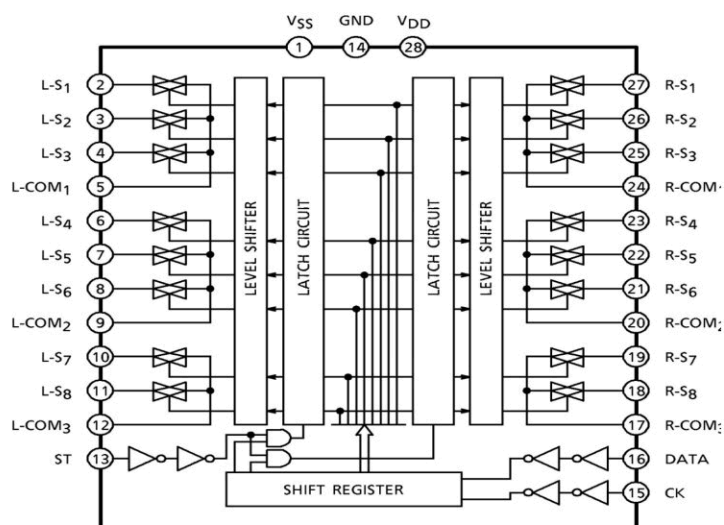 VSS GND VDD
1 14 28
L-S1 2 27 R-S1
L-S2 3 26 R-S2
L-S3 4 25 R-S3
L-COM1 5 24 R-COM1
L-S4 6 23 R-S4
L-S5 7 22 R-S5
L-S6 8 21 R-S6
L-COM2 9 20 R-COM2
L-S7 10 19 R-S7
L-S8 11 18 R-S8
L-COM3 12 17 R-COM3
ST 13 16 DATA
15 CK
LEVEL SHIFTER
LATCH CIRCUIT
LATCH CIRCUIT
LEVEL SHIFTER
SHIFT REGISTER